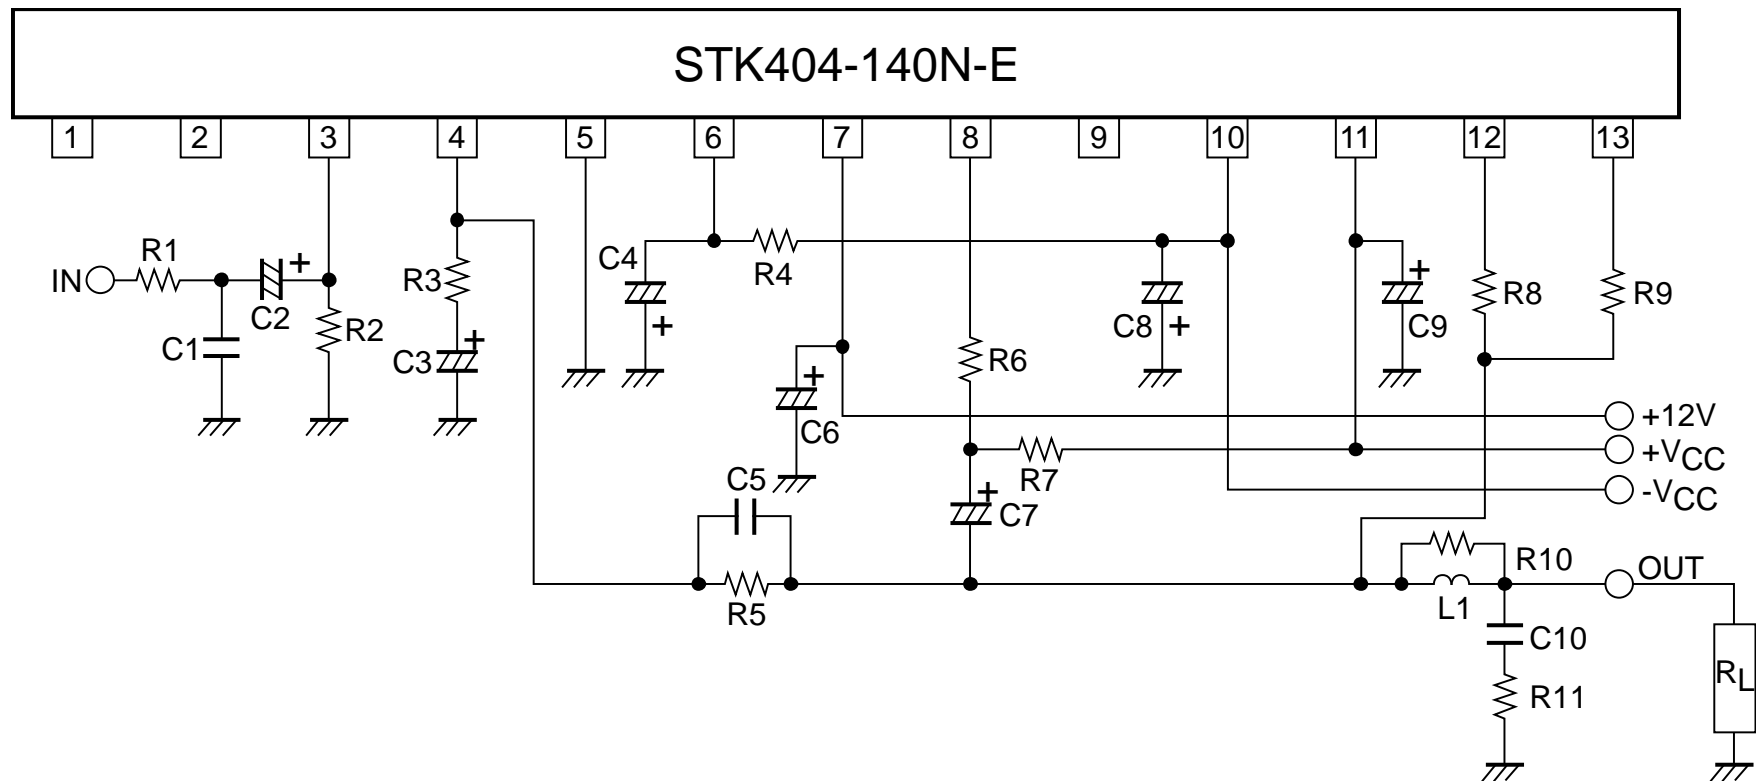 STK404-140N-E
1 2 3 4 5 6 7 8 9 10 11 12 13
R1
IN
C2
+
C1
R2
R3
C3
+
C4
+
R4
C8
+
+
C9
R8
R9
R6
+
C6
+12V
+VCC
R7
-VCC
C5
+
C7
R5
R10
OUT
L1
C10
R11
RL